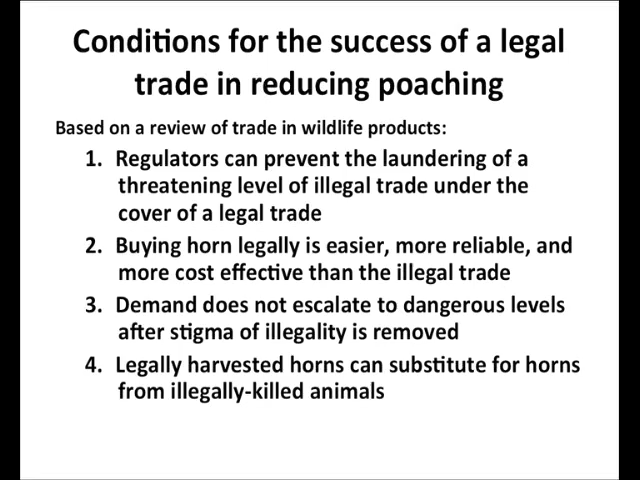 Conditions for the success of a legal
trade in reducing poaching
Based on a review of trade in wildlife products:
1. Regulators can prevent the laundering of a
threatening level of illegal trade under the
cover of a legal trade
2. Buying horn legally is easier, more reliable, and
more cost effective than the illegal trade
3. Demand does not escalate to dangerous levels
after stigma of illegality is removed
4. Legally harvested horns can substitute for horns
from illegally-killed animals